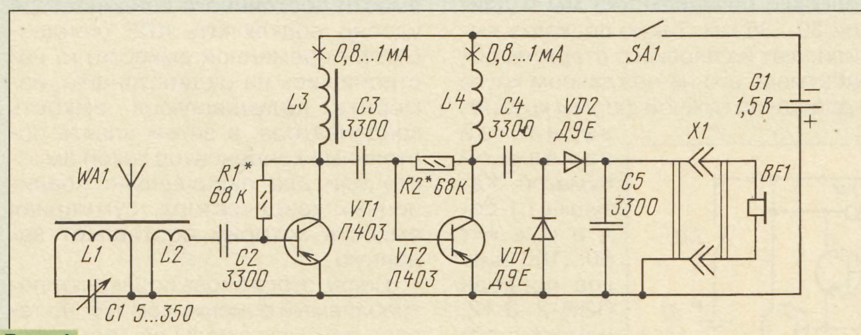 0,8...1мА
0,8...1мА
SA1
G1
1,5В
L3
C3
3300
L4
C4
3300
VD2
Д9Е
X1
BF1
WA1
R1*
68к
R2* 68к
C5
3300
L1
L2
C2
3300
VT1
П403
VT2
П403
VD1
Д9Е
C1 5...350